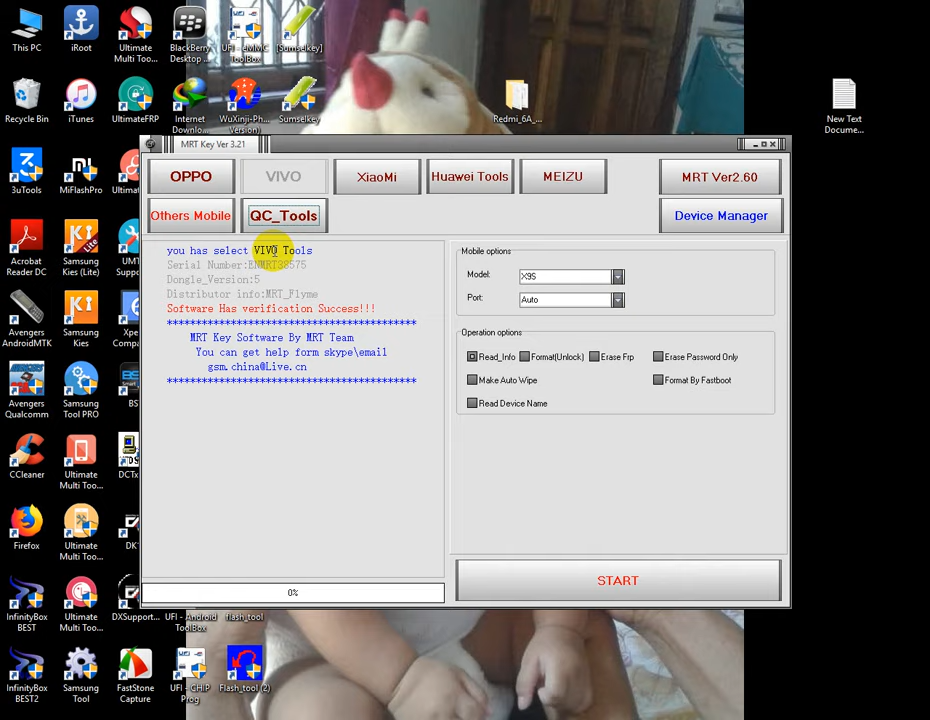 This PC
iRoot
Ultimate
Multi Too...
BlackBerry
Desktop ...
UFI - eMMC
ToolBox
[Sumselkey]
Recycle Bin
iTunes
UltimateFRP
Internet
Downlo...
WuXinji-Ph...
Version)
Sumselkey
Redmi_6A_...
New Text
Docume...
MRT Key Ver 3.21
3uTools
MiFlashPro
OPPO
VIVO
XiaoMi
Huawei Tools
MEIZU
MRT Ver2.60
Others Mobile
QC_Tools
Device Manager
Acrobat
Reader DC
Samsung
Kies (Lite)
you has select VIVO Tools
Serial Number:ENMRT38575
Dongle_Version:5
Distributor info:MRT_Flyme
Software Has verification Success!!!
*******************************************
MRT Key Software By MRT Team
You can get help form skype\email
gsm.china@Live.cn
*******************************************
0%
Mobile options
Model:
X9S
Port:
Auto
Operation options
Read_Info
Format(Unlock)
Erase Frp
Erase Password Only
Make Auto Wipe
Format By Fastboot
Read Device Name
START
Avengers
AndroidMTK
Samsung
Kies
Avengers
Qualcomm
Samsung
Tool PRO
CCleaner
Ultimate
Multi Too...
DCTx
Firefox
Ultimate
Multi Too...
InfinityBox
BEST
Ultimate
Multi Too...
DXSupport...
UFI - Android
ToolBox
flash_tool
InfinityBox
BEST2
Samsung
Tool
FastStone
Capture
UFI - CHIP
Prog
Flash_tool (2)